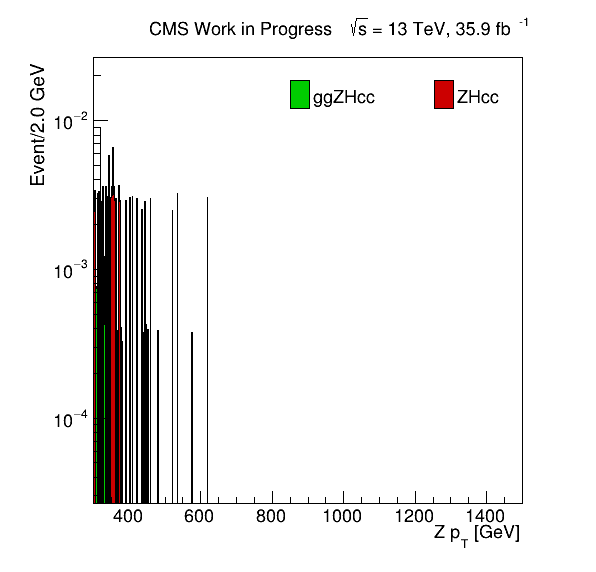 CMS Work in Progress √s = 13 TeV, 35.9 fb⁻¹
Event/2.0 GeV
ggZHcc ZHcc
10⁻²
10⁻³
10⁻⁴
400 600 800 1000 1200 1400
Z p_T [GeV]